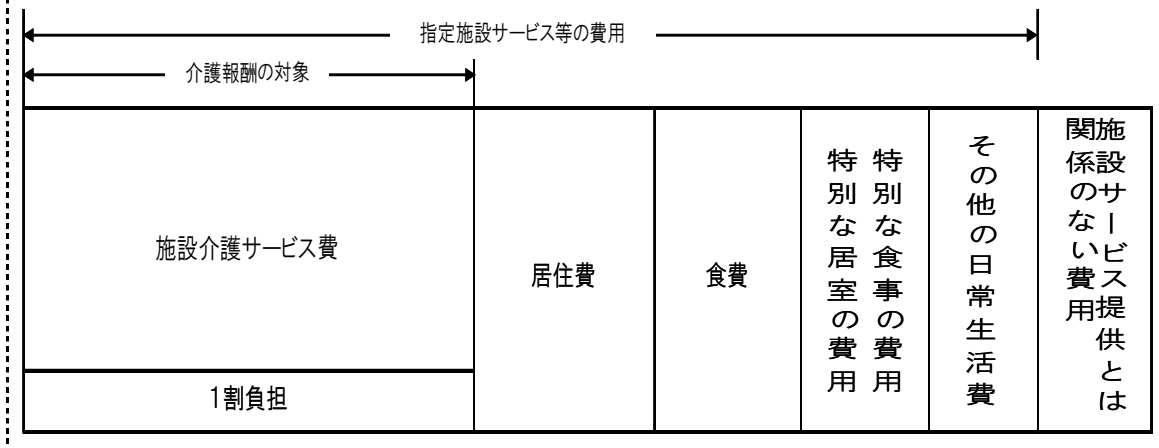 指定施設サービス等の費用
介護報酬の対象
施設介護サービス費
1割負担
居住費
食費
特別な食事の費用
特別な居室の費用
その他の日常生活費
施設サービス提供とは
関係のない費用